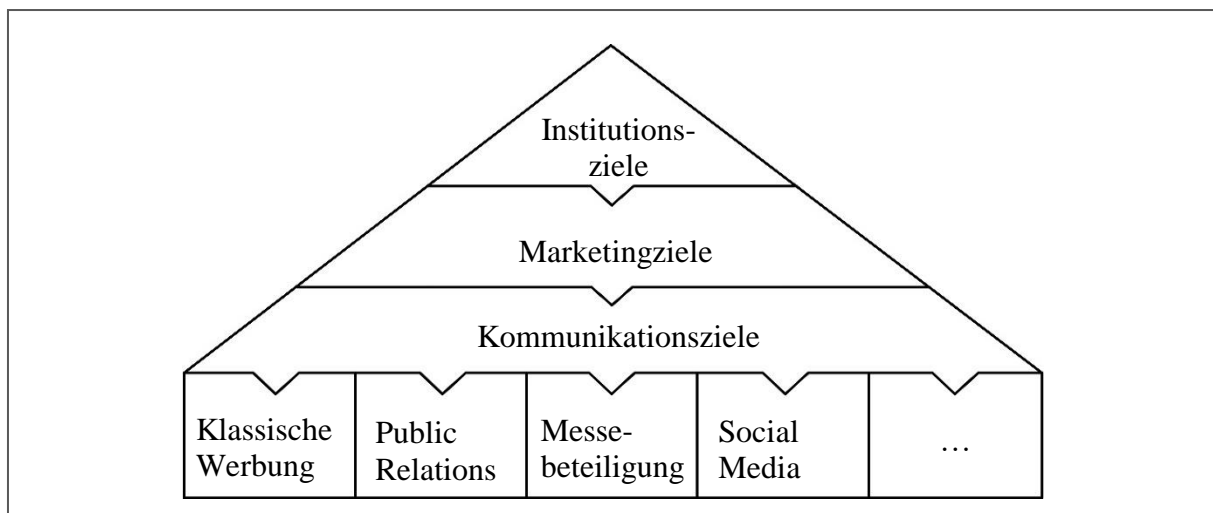 Institutions-
ziele
Marketingziele
Kommunikationsziele
Klassische
Werbung
Public
Relations
Messe-
beteiligung
Social
Media
…